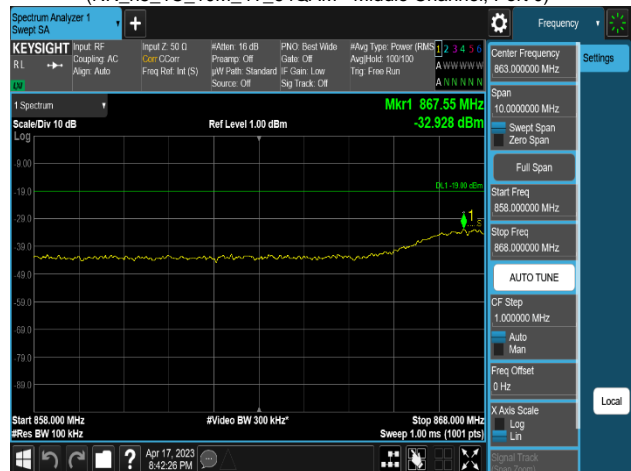 Spectrum Analyzer 1
Swept SA
Frequency
KEYSIGHT
RL
Input: RF
Coupling: AC
Align: Auto
Input Z: 50 Ω
Corr CCorr
Freq Ref: Int (S)
#Atten: 16 dB
Preamp: Off
µW Path: Standard
Source: Off
PNO: Best Wide
Gate: Off
IF Gain: Low
Sig Track: Off
#Avg Type: Power (RMS
Avg|Hold: 100/100
Trig: Free Run
1 2 3 4 5 6
A W W W W W
A N N N N N
LV
1 Spectrum
Scale/Div 10 dB
Log
Ref Level 1.00 dBm
Mkr1 867.55 MHz
-32.928 dBm
DL1 -19.00 dBm
1
-9.00
-19.0
-29.0
-39.0
-49.0
-59.0
-69.0
-79.0
-89.0
Start 858.000 MHz
#Res BW 100 kHz
#Video BW 300 kHz*
Stop 868.000 MHz
Sweep 1.00 ms (1001 pts)
Center Frequency
863.000000 MHz
Settings
Span
10.0000000 MHz
Swept Span
Zero Span
Full Span
Start Freq
858.000000 MHz
Stop Freq
868.000000 MHz
AUTO TUNE
CF Step
1.000000 MHz
Auto
Man
Freq Offset
0 Hz
X Axis Scale
Log
Lin
Local
Signal Track
(Span Zoom)
?
Apr 17, 2023
8:42:26 PM